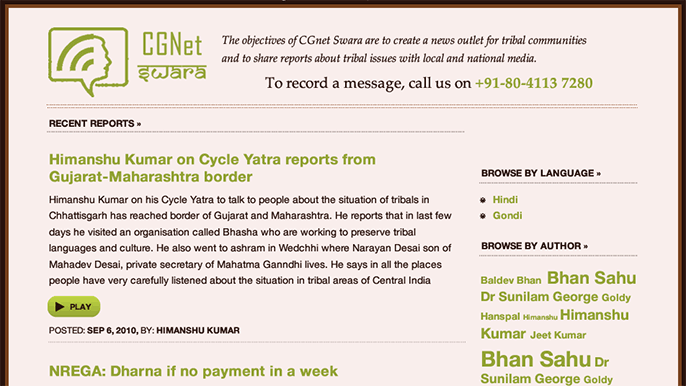 CGNet
swara
The objectives of CGnet Swara are to create a news outlet for tribal communities
and to share reports about tribal issues with local and national media.
To record a message, call us on +91-80-4113 7280
RECENT REPORTS »
Himanshu Kumar on Cycle Yatra reports from
Gujarat-Maharashtra border
Himanshu Kumar on his Cycle Yatra to talk to people about the situation of tribals in
Chhattisgarh has reached border of Gujarat and Maharashtra. He reports that in last few
days he visited an organisation called Bhasha who are working to preserve tribal
languages and culture. He also went to ashram in Wedchhi where Narayan Desai son of
Mahadev Desai, private secretary of Mahatma Ganndhi lives. He says in all the places
people have very carefully listened about the situation in tribal areas of Central India
PLAY
POSTED: SEP 6, 2010, BY: HIMANSHU KUMAR
NREGA: Dharna if no payment in a week
BROWSE BY LANGUAGE »
Hindi
Gondi
BROWSE BY AUTHOR »
Baldev Bhan Bhan Sahu
Dr Sunilam George Goldy
Hanspal Himanshu Himanshu
Kumar Jeet Kumar
Bhan Sahu Dr
Sunilam George Goldy